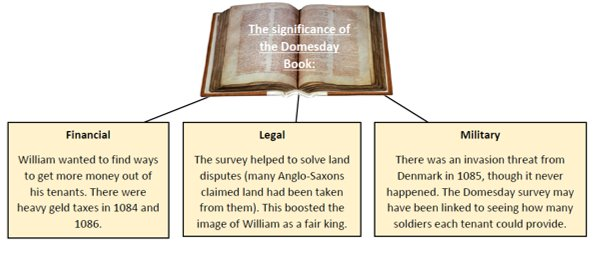 The significance of
the Domesday
Book:
Financial
William wanted to find ways
to get more money out of
his tenants. There were
heavy geld taxes in 1084 and
1086.
Legal
The survey helped to solve land
disputes (many Anglo-Saxons
claimed land had been taken
from them). This boosted the
image of William as a fair king.
Military
There was an invasion threat from
Denmark in 1085, though it never
happened. The Domesday survey may
have been linked to seeing how many
soldiers each tenant could provide.